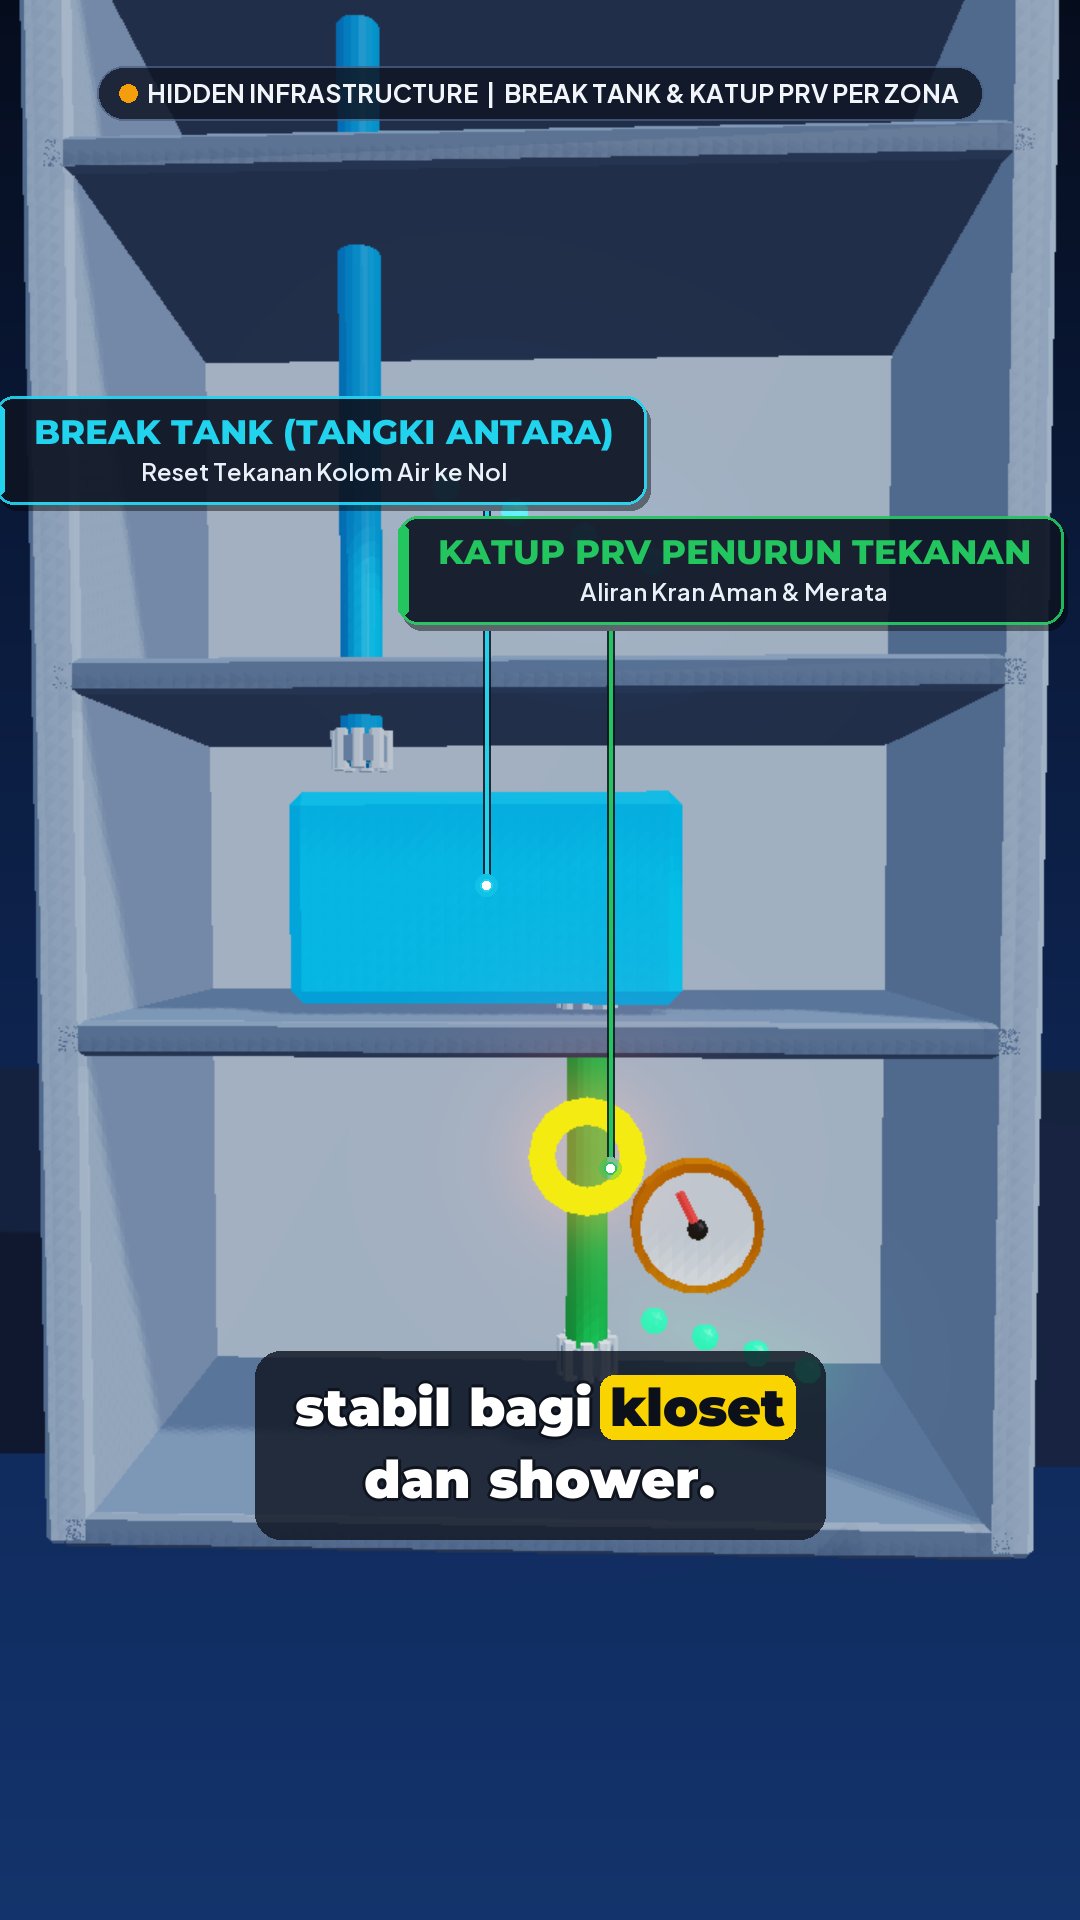 HIDDEN INFRASTRUCTURE | BREAK TANK & KATUP PRV PER ZONA
BREAK TANK (TANGKI ANTARA)
Reset Tekanan Kolom Air ke Nol
KATUP PRV PENURUN TEKANAN
Aliran Kran Aman & Merata
stabil bagi kloset
dan shower.